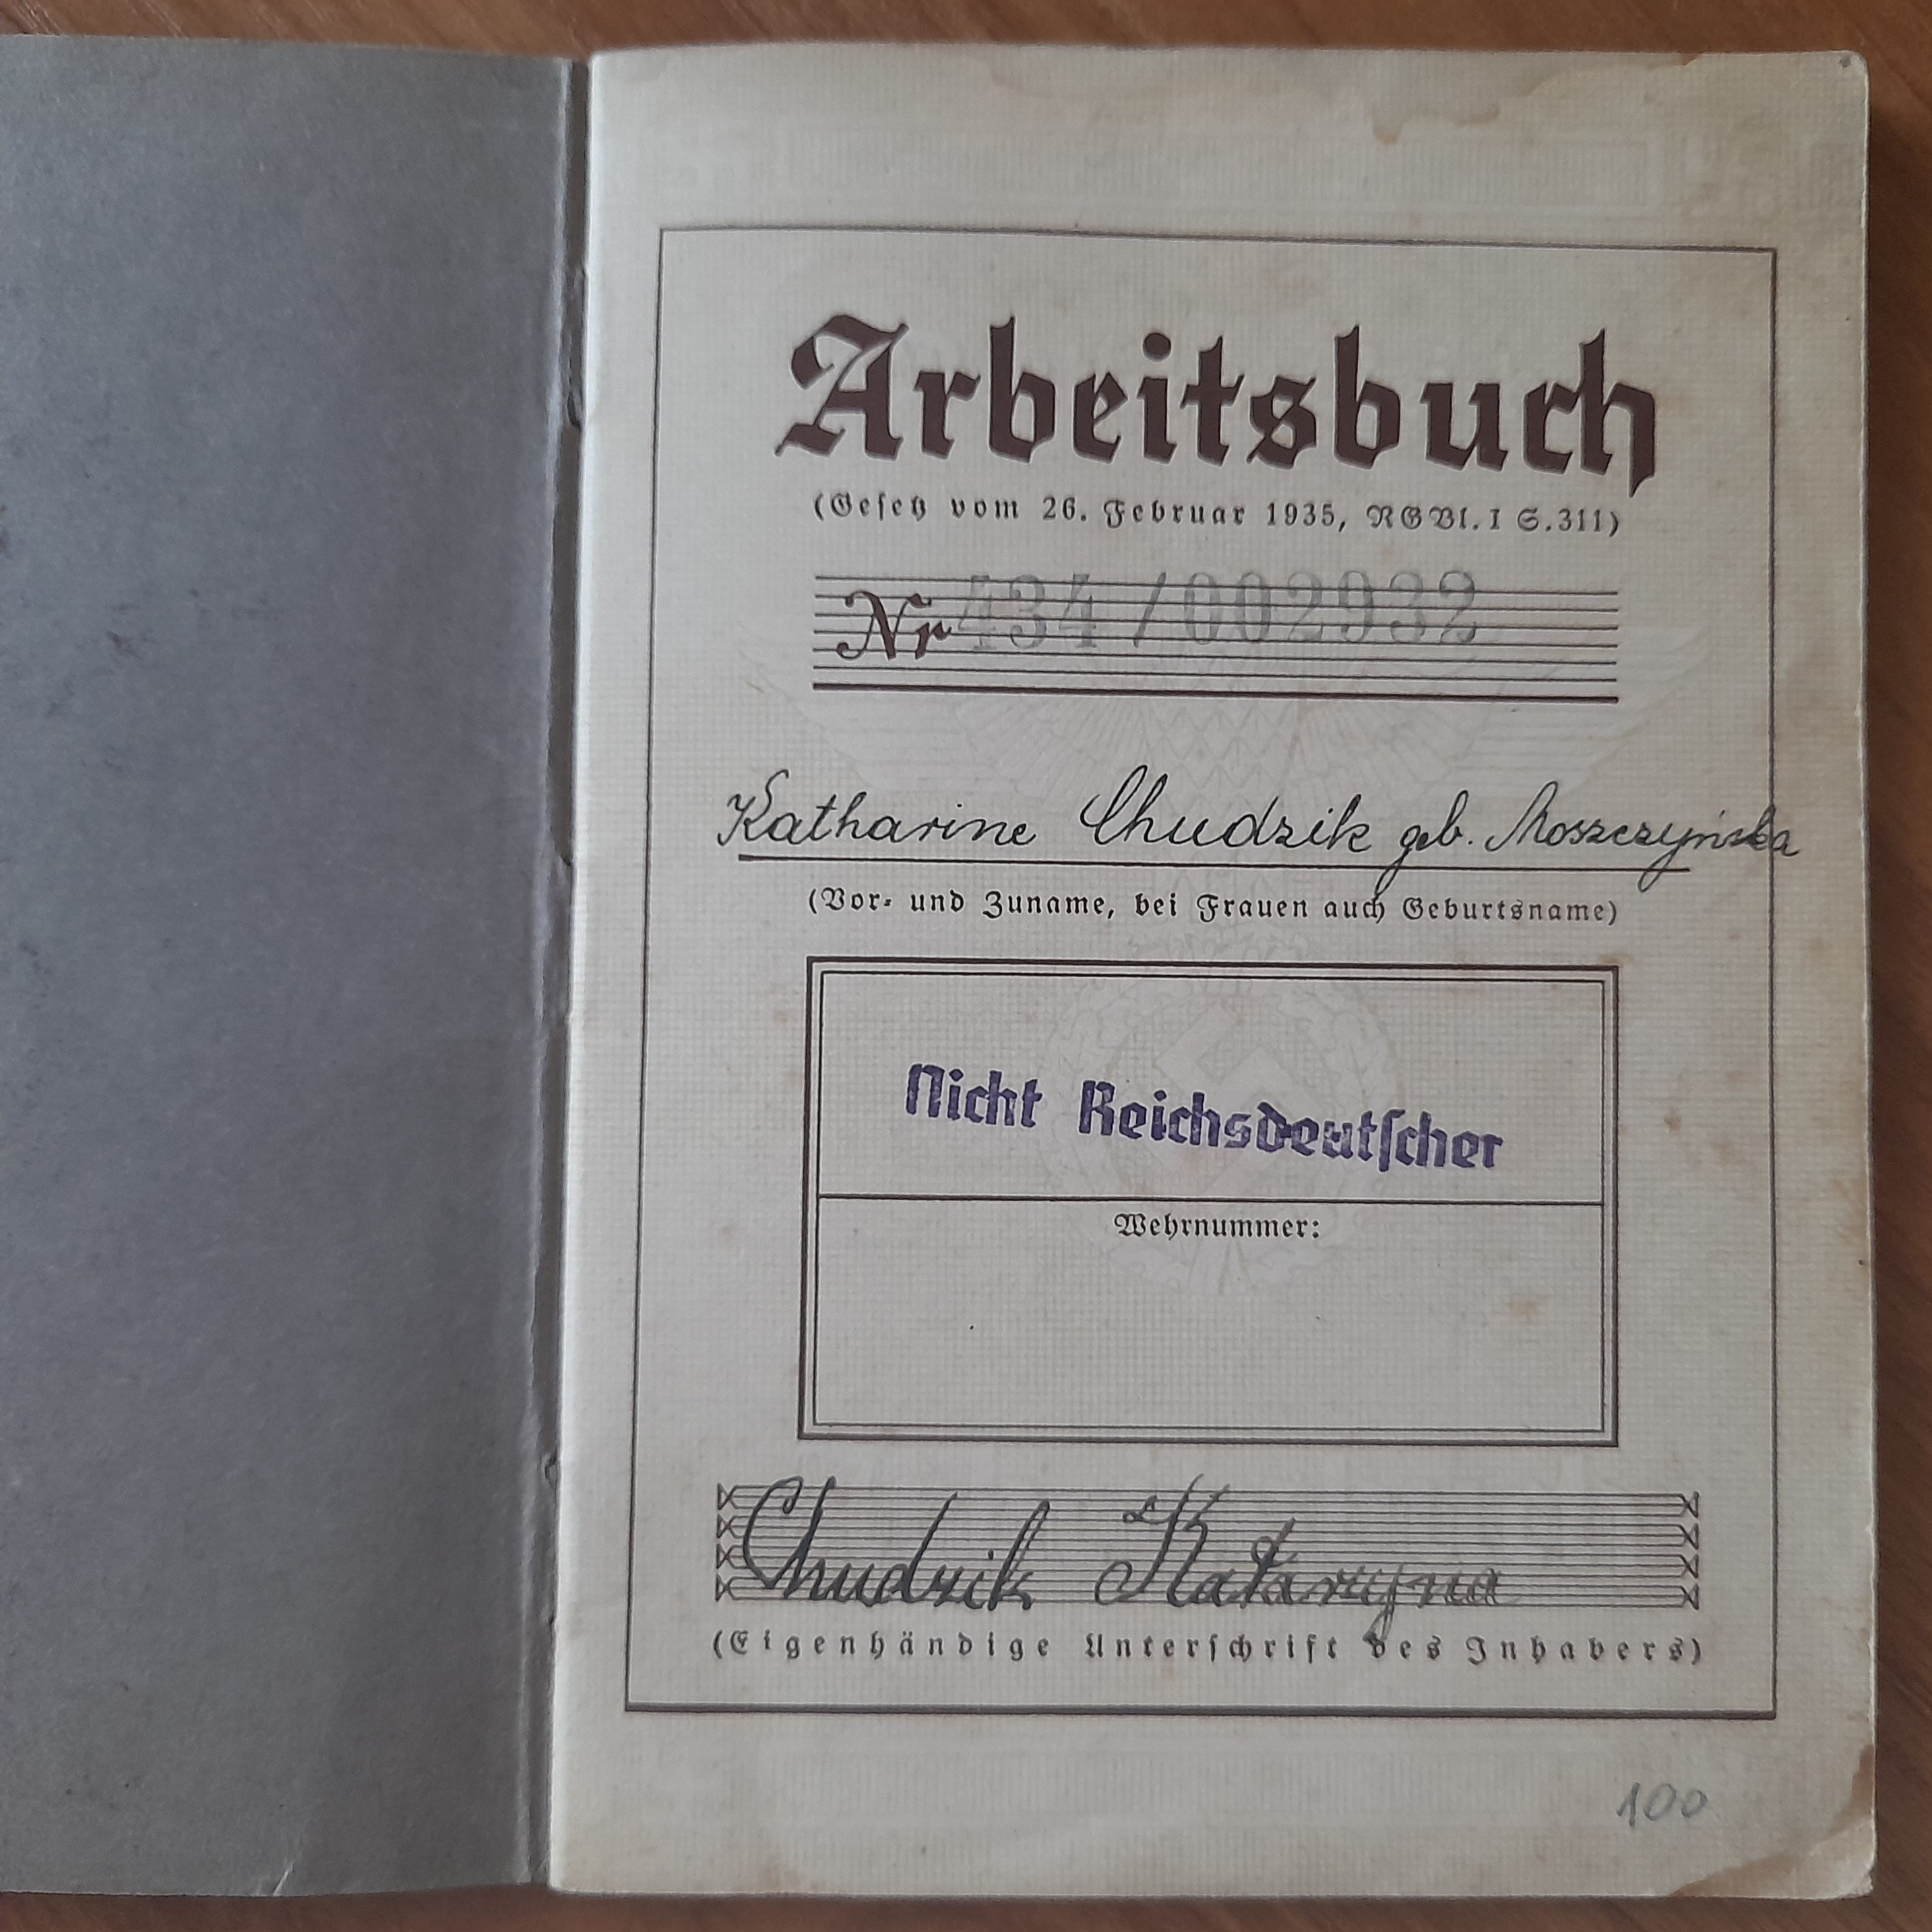 Arbeitsbuch
(Geſetz vom 26. Februar 1935, RGBl. I S. 311)
Nr 434/002932
Katharine Chudzik geb. Moszczyńska
(Vor- und Zuname, bei Frauen auch Geburtsname)
Nicht Reichsdeutſcher
Wehrnummer:
Chudzik Katarzyna
(Eigenhändige Unterſchrift des Inhabers)
100